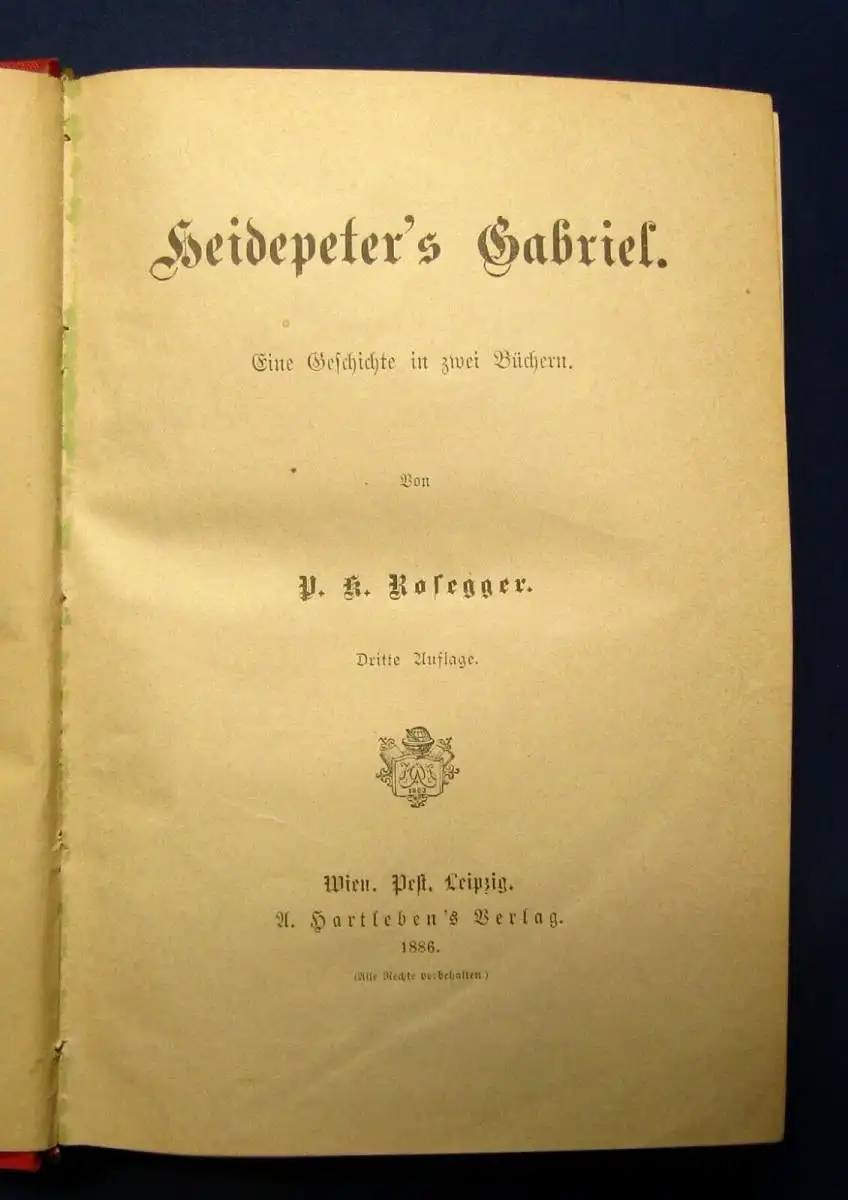 Heidepeter's Gabriel.
Eine Geschichte in zwei Büchern.
Von
P. K. Rosegger.
Dritte Auflage.
1803
Wien. Pest. Leipzig.
A. Hartleben's Verlag.
1886.
(Alle Rechte vorbehalten.)